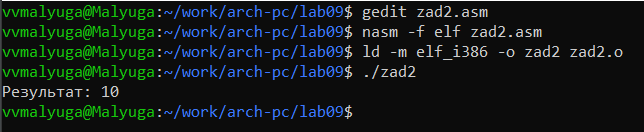 vvmalyuga@Malyuga:~/work/arch-pc/lab09$ gedit zad2.asm
vvmalyuga@Malyuga:~/work/arch-pc/lab09$ nasm -f elf zad2.asm
vvmalyuga@Malyuga:~/work/arch-pc/lab09$ ld -m elf_i386 -o zad2 zad2.o
vvmalyuga@Malyuga:~/work/arch-pc/lab09$ ./zad2
Результат: 10
vvmalyuga@Malyuga:~/work/arch-pc/lab09$